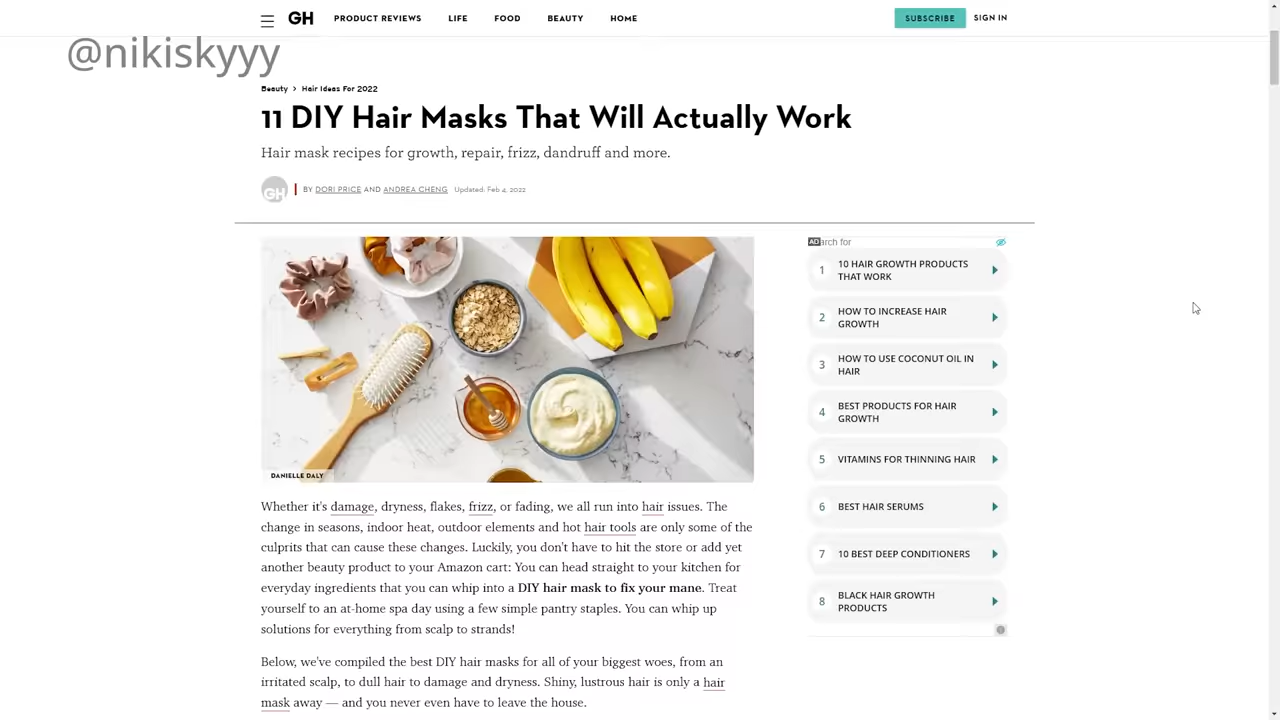 GH PRODUCT REVIEWS LIFE FOOD BEAUTY HOME SUBSCRIBE SIGN IN
@nikiskyyy
Beauty > Hair Ideas For 2022
11 DIY Hair Masks That Will Actually Work
Hair mask recipes for growth, repair, frizz, dandruff and more.
GH BY DORI PRICE AND ANDREA CHENG Updated: Feb 4, 2022
DANIELLE DALY
Whether it's damage, dryness, flakes, frizz, or fading, we all run into hair issues. The
change in seasons, indoor heat, outdoor elements and hot hair tools are only some of the
culprits that can cause these changes. Luckily, you don't have to hit the store or add yet
another beauty product to your Amazon cart: You can head straight to your kitchen for
everyday ingredients that you can whip into a DIY hair mask to fix your mane. Treat
yourself to an at-home spa day using a few simple pantry staples. You can whip up
solutions for everything from scalp to strands!
Below, we've compiled the best DIY hair masks for all of your biggest woes, from an
irritated scalp, to dull hair to damage and dryness. Shiny, lustrous hair is only a hair
mask away — and you never even have to leave the house.
AD arch for
1 10 HAIR GROWTH PRODUCTS
THAT WORK
2 HOW TO INCREASE HAIR
GROWTH
3 HOW TO USE COCONUT OIL IN
HAIR
4 BEST PRODUCTS FOR HAIR
GROWTH
5 VITAMINS FOR THINNING HAIR
6 BEST HAIR SERUMS
7 10 BEST DEEP CONDITIONERS
8 BLACK HAIR GROWTH
PRODUCTS